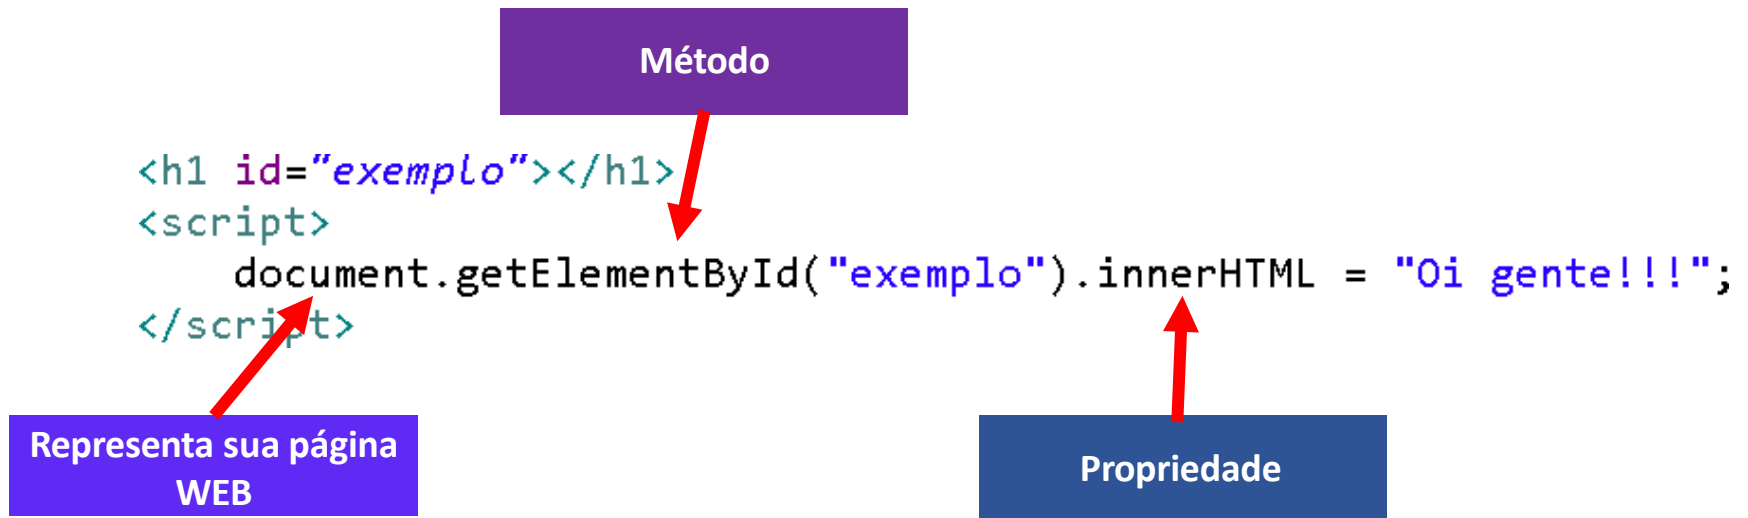 Método
<h1 id="exemplo"></h1>
<script>
document.getElementById("exemplo").innerHTML = "Oi gente!!!";
</script>
Representa sua página
WEB
Propriedade